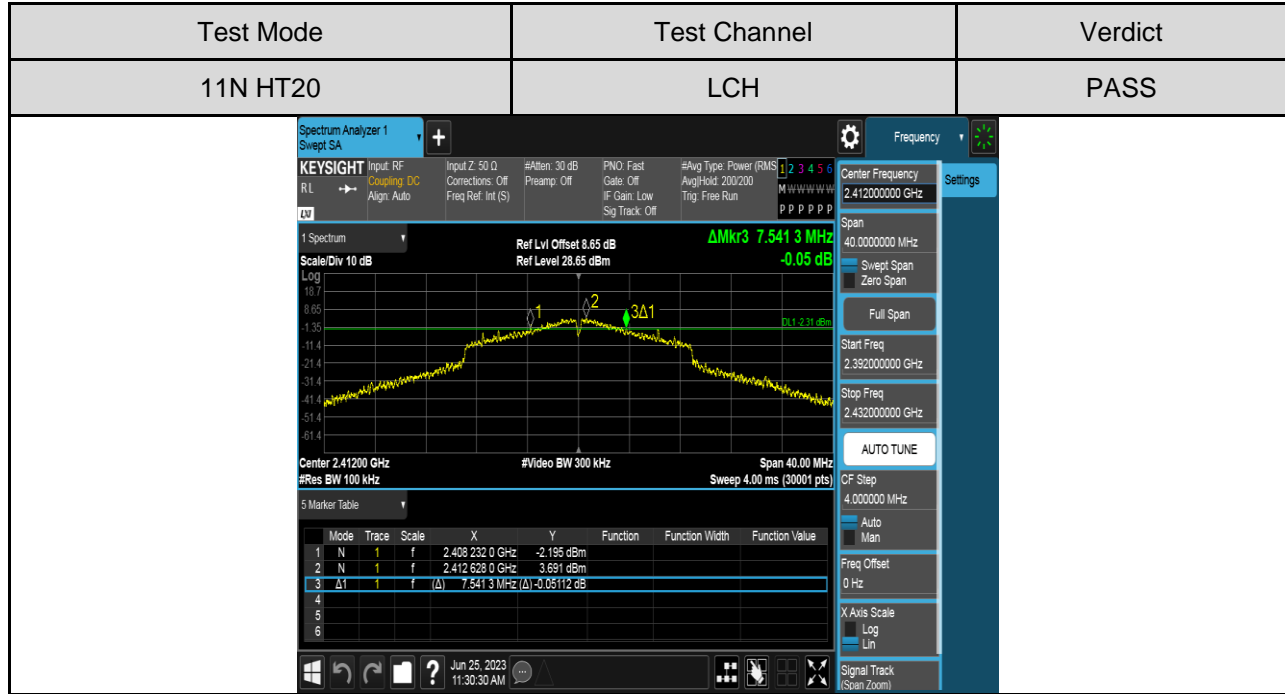 Test Mode Test Channel Verdict
11N HT20 LCH PASS
Spectrum Analyzer 1
Swept SA
+
Frequency
KEYSIGHT
RL
LXI
Input: RF
Coupling: DC
Align: Auto
Input Z: 50 Ω
Corrections: Off
Freq Ref: Int (S)
#Atten: 30 dB
Preamp: Off
PNO: Fast
Gate: Off
IF Gain: Low
Sig Track: Off
#Avg Type: Power (RMS
Avg|Hold: 200/200
Trig: Free Run
1 2 3 4 5 6
M W W W W W
P P P P P P
Center Frequency
2.412000000 GHz
Settings
Span
40.0000000 MHz
Swept Span
Zero Span
Full Span
Start Freq
2.392000000 GHz
Stop Freq
2.432000000 GHz
AUTO TUNE
CF Step
4.000000 MHz
Auto
Man
Freq Offset
0 Hz
X Axis Scale
Log
Lin
Signal Track
(Span Zoom)
1 Spectrum
Scale/Div 10 dB
Ref Lvl Offset 8.65 dB
Ref Level 28.65 dBm
ΔMkr3 7.541 3 MHz
-0.05 dB
Log
18.7
8.65
-1.35
-11.4
-21.4
-31.4
-41.4
-51.4
-61.4
1
2
3Δ1
DL1 -2.31 dBm
Center 2.41200 GHz #Video BW 300 kHz Span 40.00 MHz
#Res BW 100 kHz Sweep 4.00 ms (30001 pts)
5 Marker Table
Mode Trace Scale X Y Function Function Width Function Value
1 N 1 f 2.408 232 0 GHz -2.195 dBm
2 N 1 f 2.412 628 0 GHz 3.691 dBm
3 Δ1 1 f (Δ) 7.541 3 MHz (Δ) -0.05112 dB
4
5
6
?
Jun 25, 2023
11:30:30 AM